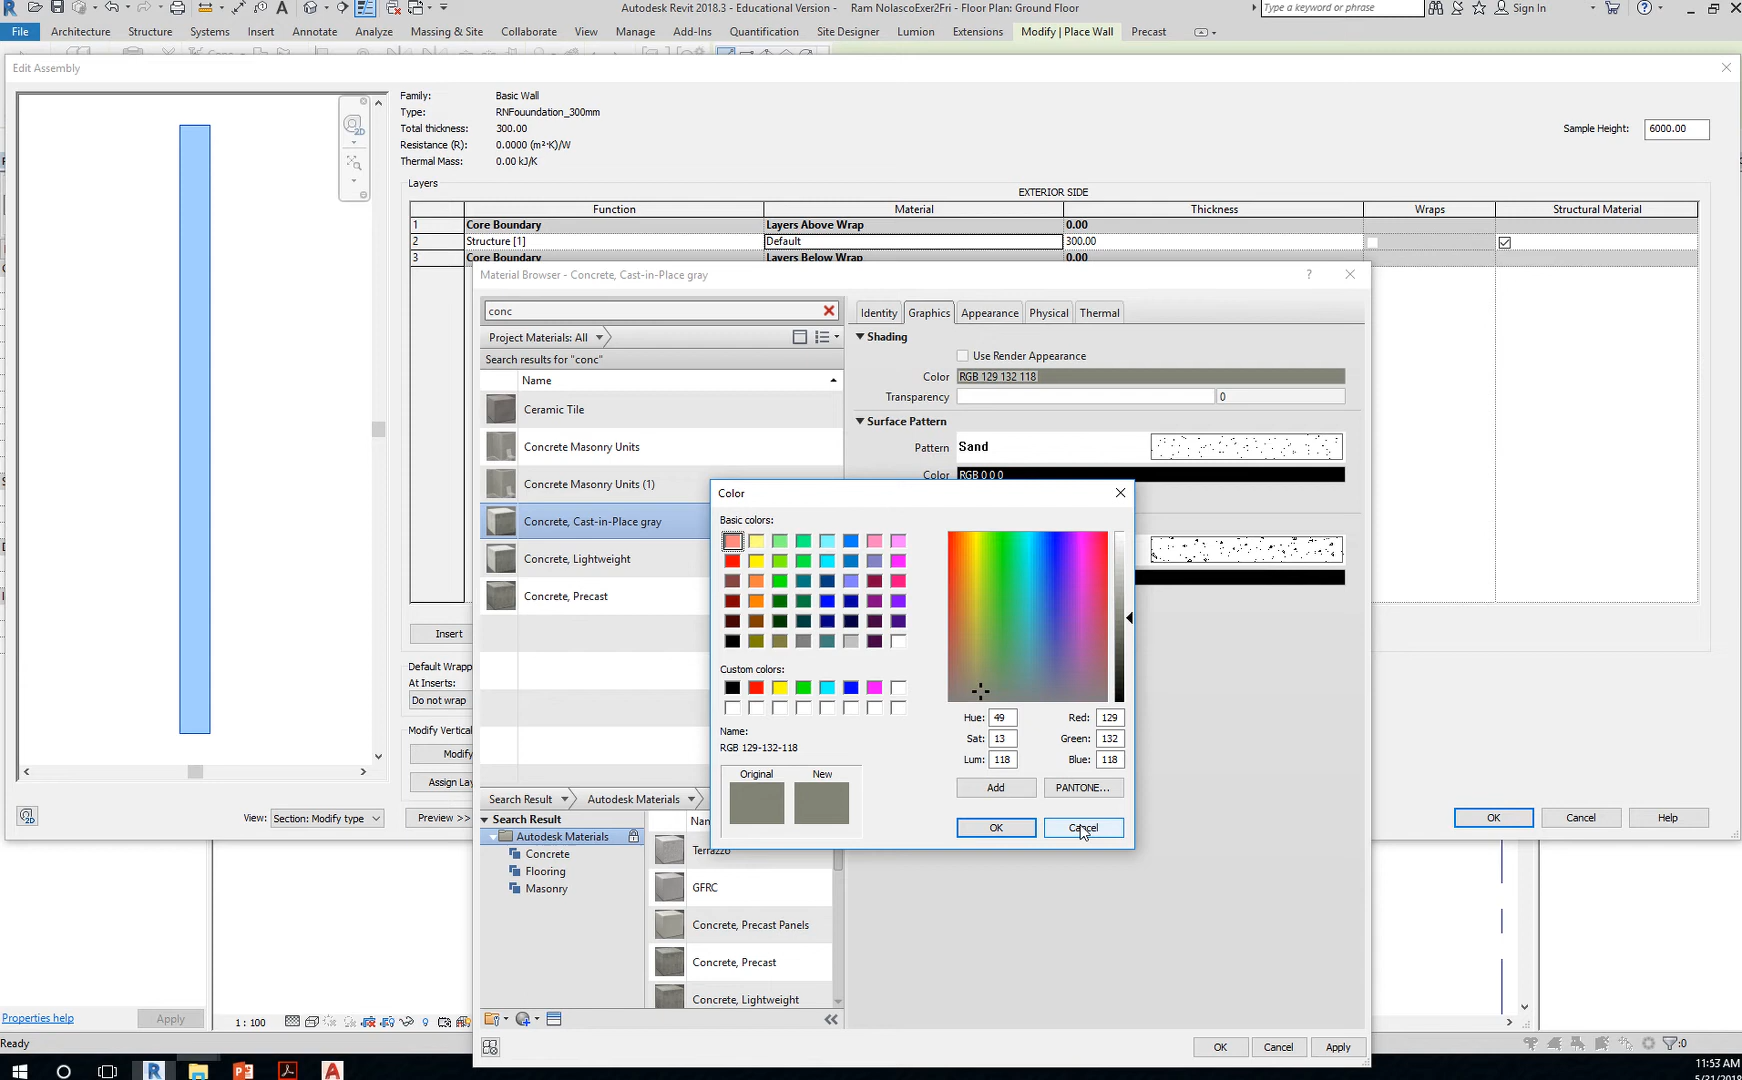 Autodesk Revit 2018.3 - Educational Version - Ram NolascoExer2Fri - Floor Plan: Ground Floor
Type a keyword or phrase
Sign In
File Architecture Structure Systems Insert Annotate Analyze Massing & Site Collaborate View Manage Add-Ins Quantification Site Designer Lumion Extensions Modify | Place Wall Precast
Edit Assembly
Family: Basic Wall
Type: RNFouundation_300mm
Total thickness: 300.00 Sample Height: 6000.00
Resistance (R): 0.0000 (m²·K)/W
Thermal Mass: 0.00 kJ/K
Layers
EXTERIOR SIDE
Function Material Thickness Wraps Structural Material
1 Core Boundary Layers Above Wrap 0.00
2 Structure [1] Default 300.00
3 Core Boundary Layers Below Wrap 0.00
Material Browser - Concrete, Cast-in-Place gray ?
conc
Identity Graphics Appearance Physical Thermal
Project Materials: All
Shading
Search results for "conc"
Use Render Appearance
Name
Color RGB 129 132 118
Transparency 0
Ceramic Tile
Surface Pattern
Concrete Masonry Units
Pattern Sand
Color RGB 0 0 0
Concrete Masonry Units (1)
Concrete, Cast-in-Place gray
Concrete, Lightweight
Concrete, Precast
Color
Basic colors:
Custom colors:
Name:
RGB 129-132-118
Original New
Hue: 49 Red: 129
Sat: 13 Green: 132
Lum: 118 Blue: 118
Add PANTONE...
OK Cancel
Insert
Default Wrapp
At Inserts:
Do not wrap
Modify Vertica
Modify
Assign Lay
View: Section: Modify type Preview >>
OK Cancel Help
Search Result Autodesk Materials
Search Result Nan
Autodesk Materials
Concrete
Flooring
Masonry
Terrazzo
GFRC
Concrete, Precast Panels
Concrete, Precast
Concrete, Lightweight
OK Cancel Apply
Properties help Apply
1 : 100
Ready
:0
11:53 AM
5/31/2018